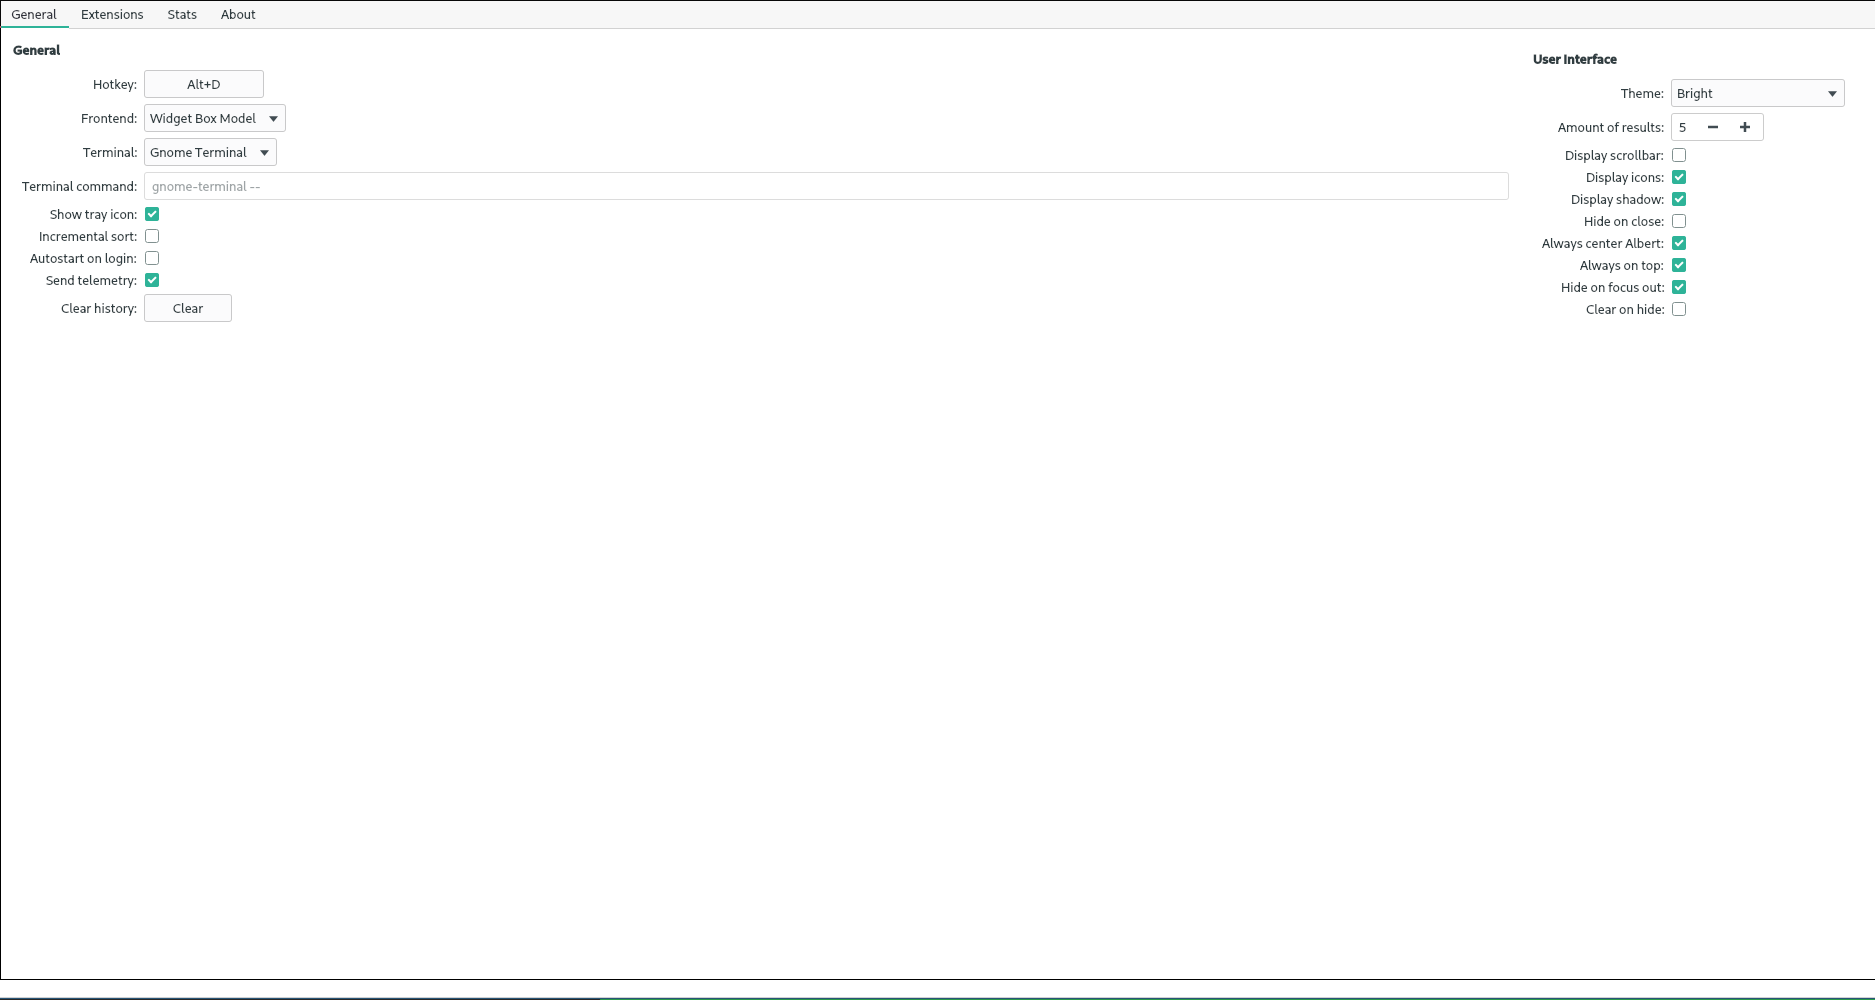 General Extensions Stats About
General
Hotkey: Alt+D
Frontend: Widget Box Model
Terminal: Gnome Terminal
Terminal command: gnome-terminal --
Show tray icon:
Incremental sort:
Autostart on login:
Send telemetry:
Clear history: Clear
User Interface
Theme: Bright
Amount of results: 5
Display scrollbar:
Display icons:
Display shadow:
Hide on close:
Always center Albert:
Always on top:
Hide on focus out:
Clear on hide: